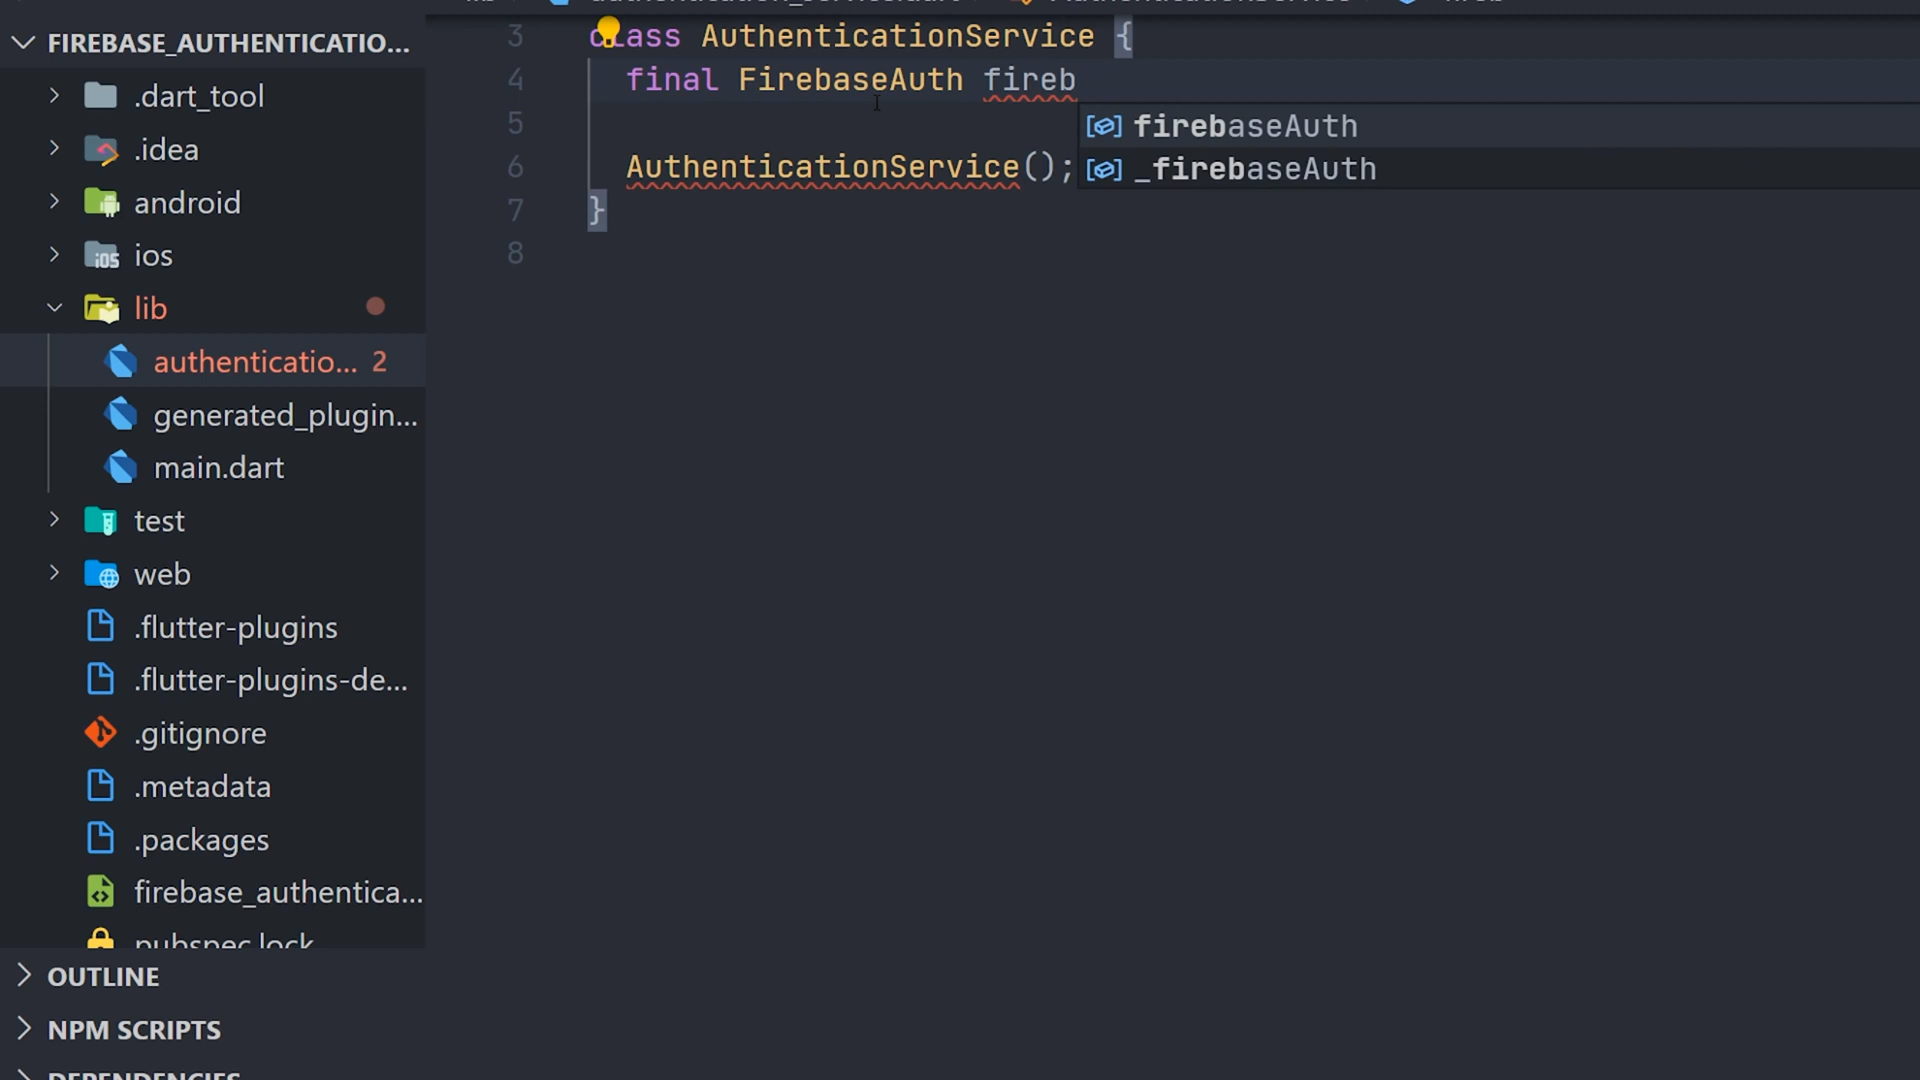 FIREBASE_AUTHENTICATIO...
.dart_tool
.idea
android
ios
lib
authenticatio... 2
generated_plugin...
main.dart
test
web
.flutter-plugins
.flutter-plugins-de...
.gitignore
.metadata
.packages
firebase_authentica...
pubspec.lock
OUTLINE
NPM SCRIPTS
DEPENDENCIES
3 class AuthenticationService {
4 final FirebaseAuth fireb
firebaseAuth
5
6 AuthenticationService();
_firebaseAuth
7 }
8